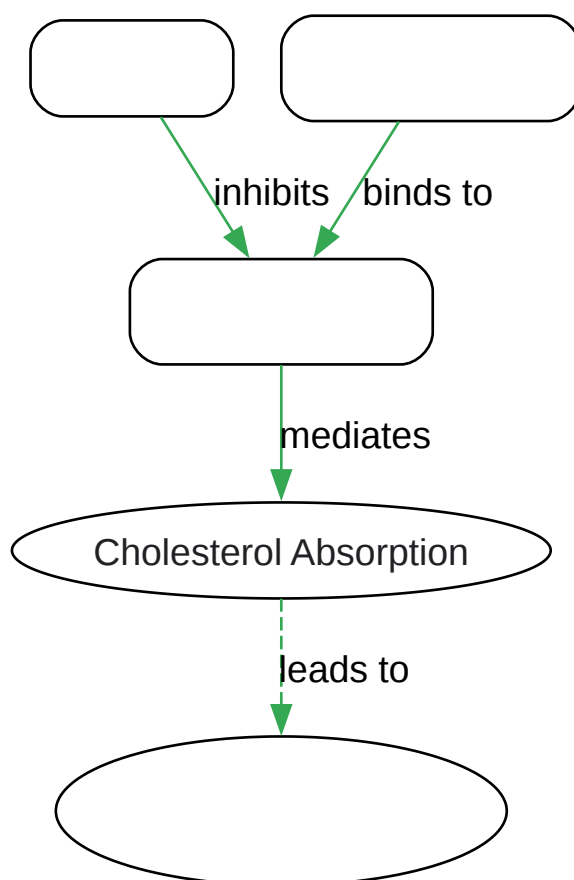 inhibits
binds to
mediates
Cholesterol Absorption
leads to